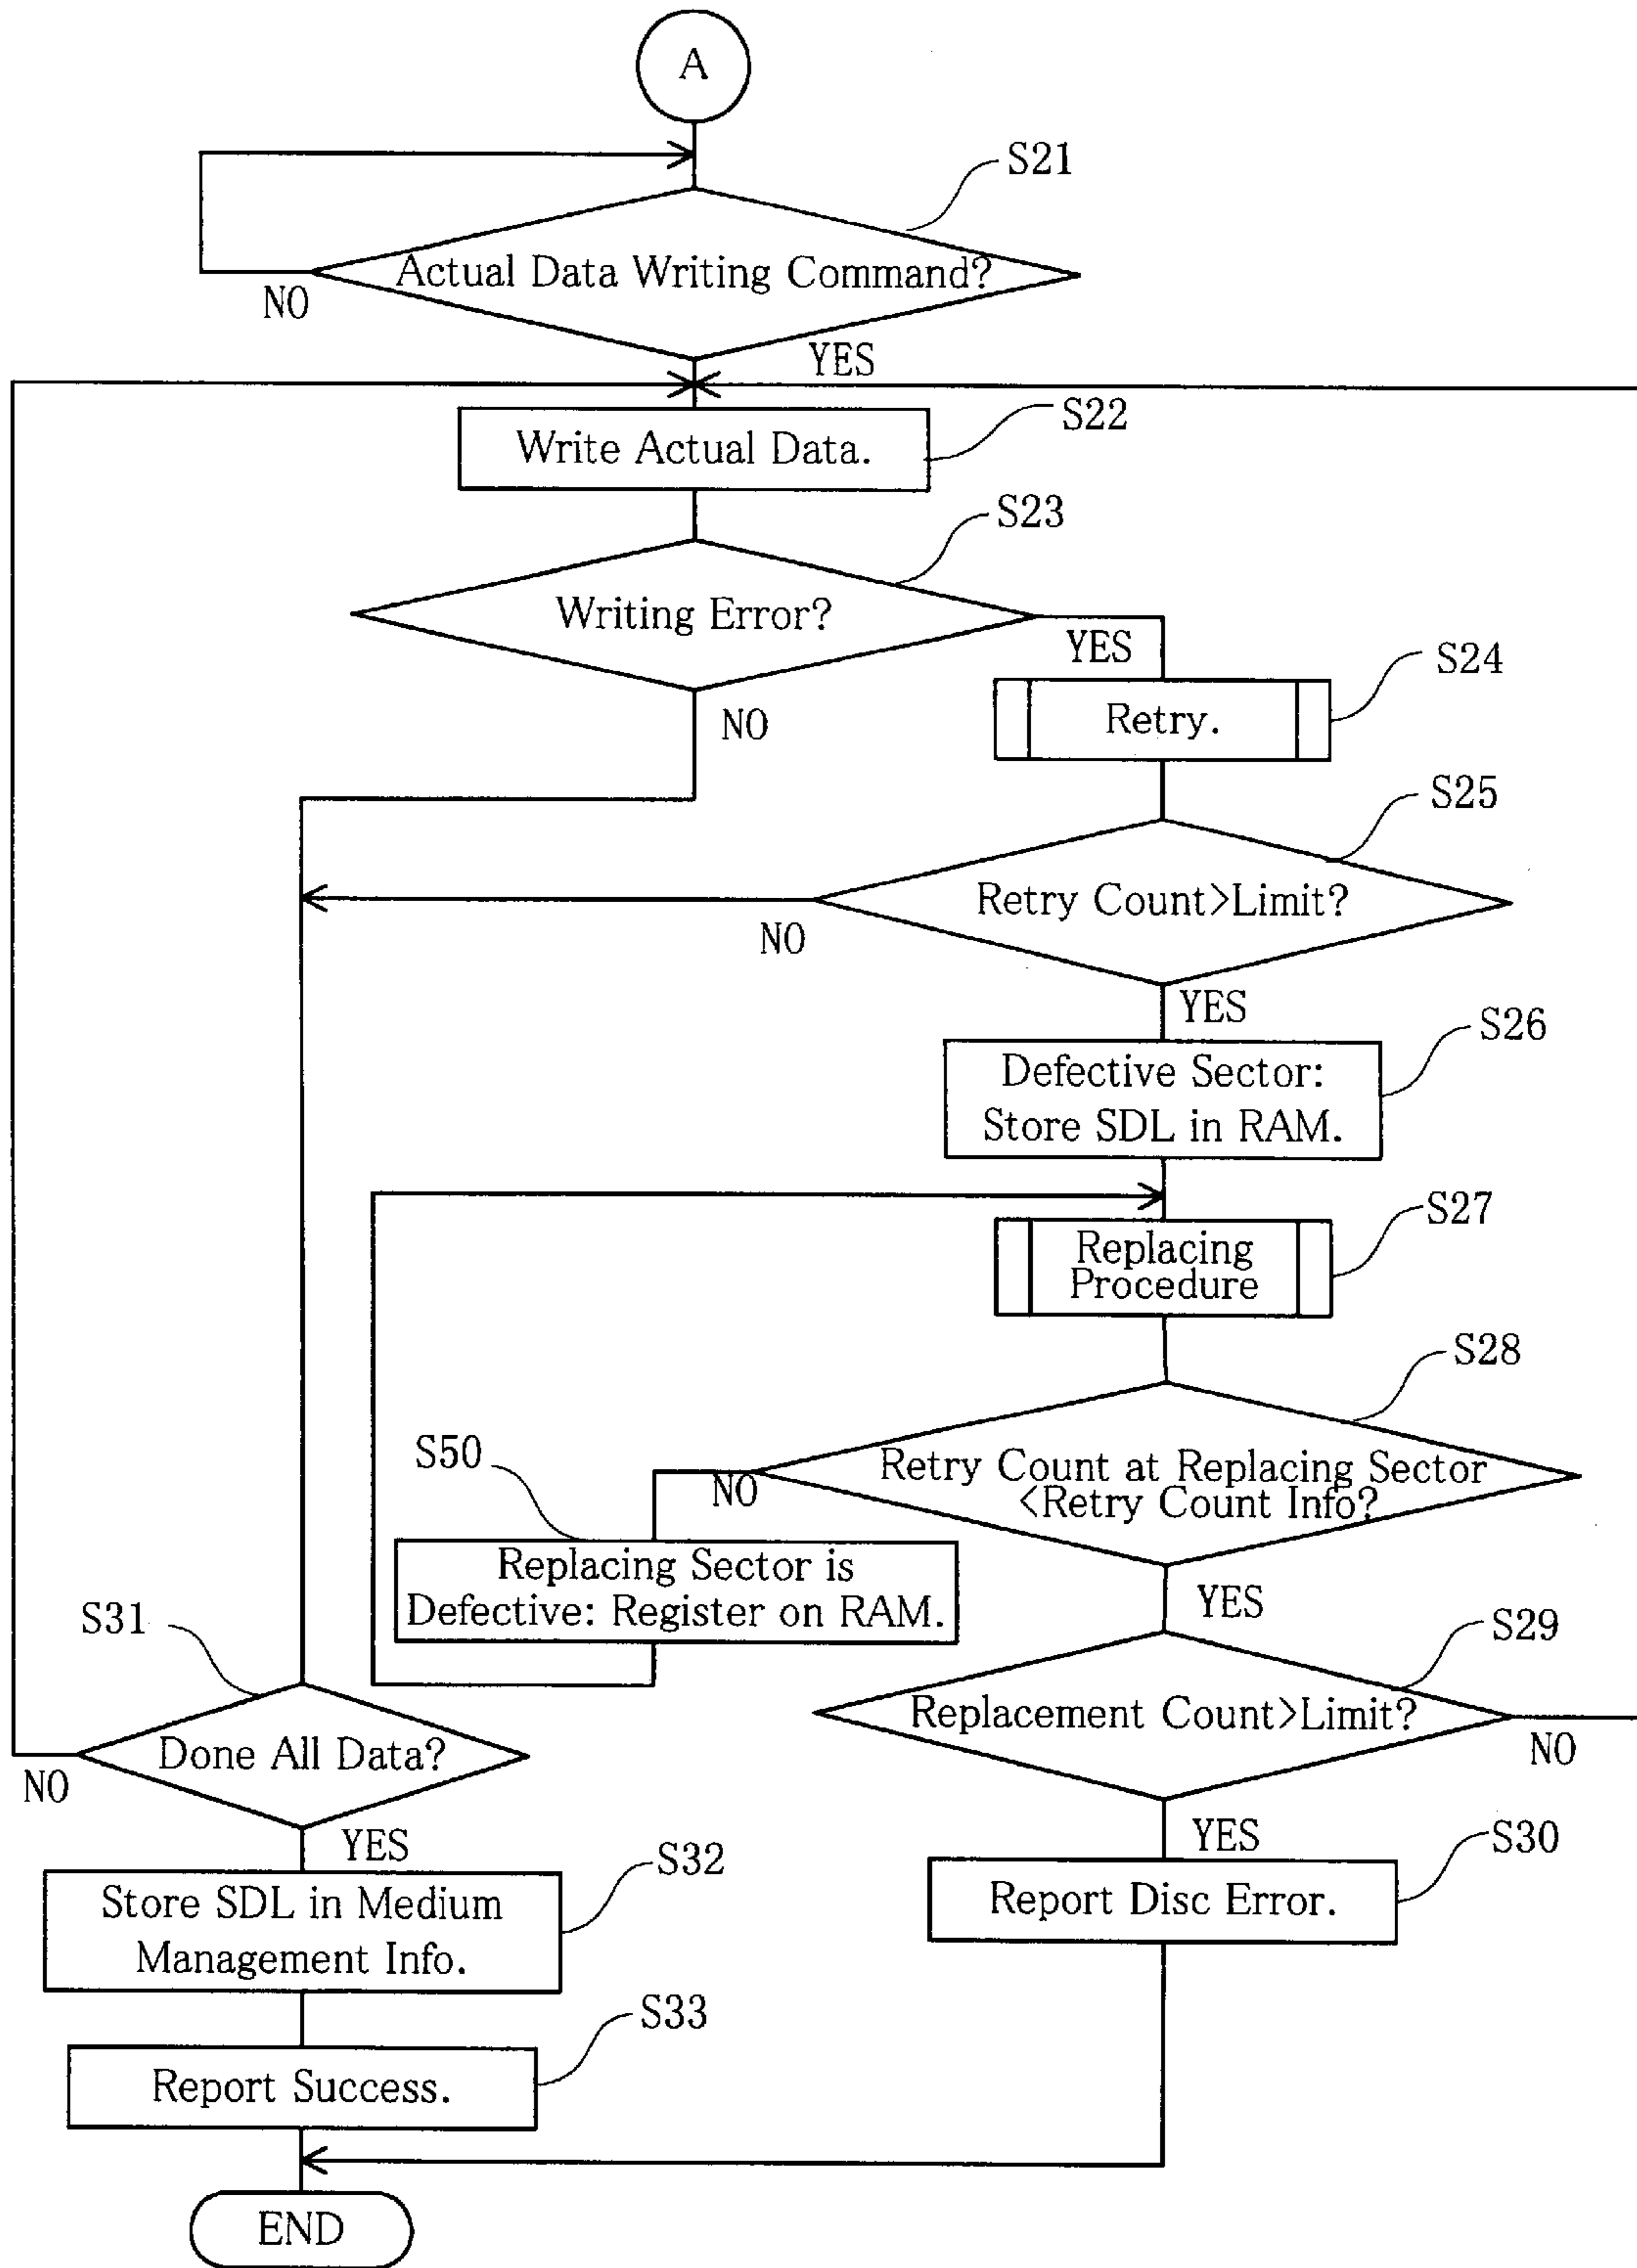 A
S21
Actual Data Writing Command?
NO
YES
S22
Write Actual Data.
S23
Writing Error?
YES
S24
NO
Retry.
S25
Retry Count>Limit?
NO
YES
S26
Defective Sector:
Store SDL in RAM.
S27
Replacing
Procedure
S28
S50
Retry Count at Replacing Sector
<Retry Count Info?
NO
Replacing Sector is
Defective: Register on RAM.
YES
S31
S29
Replacement Count>Limit?
NO
Done All Data?
NO
YES
YES
S32
S30
Store SDL in Medium
Management Info.
Report Disc Error.
S33
Report Success.
END